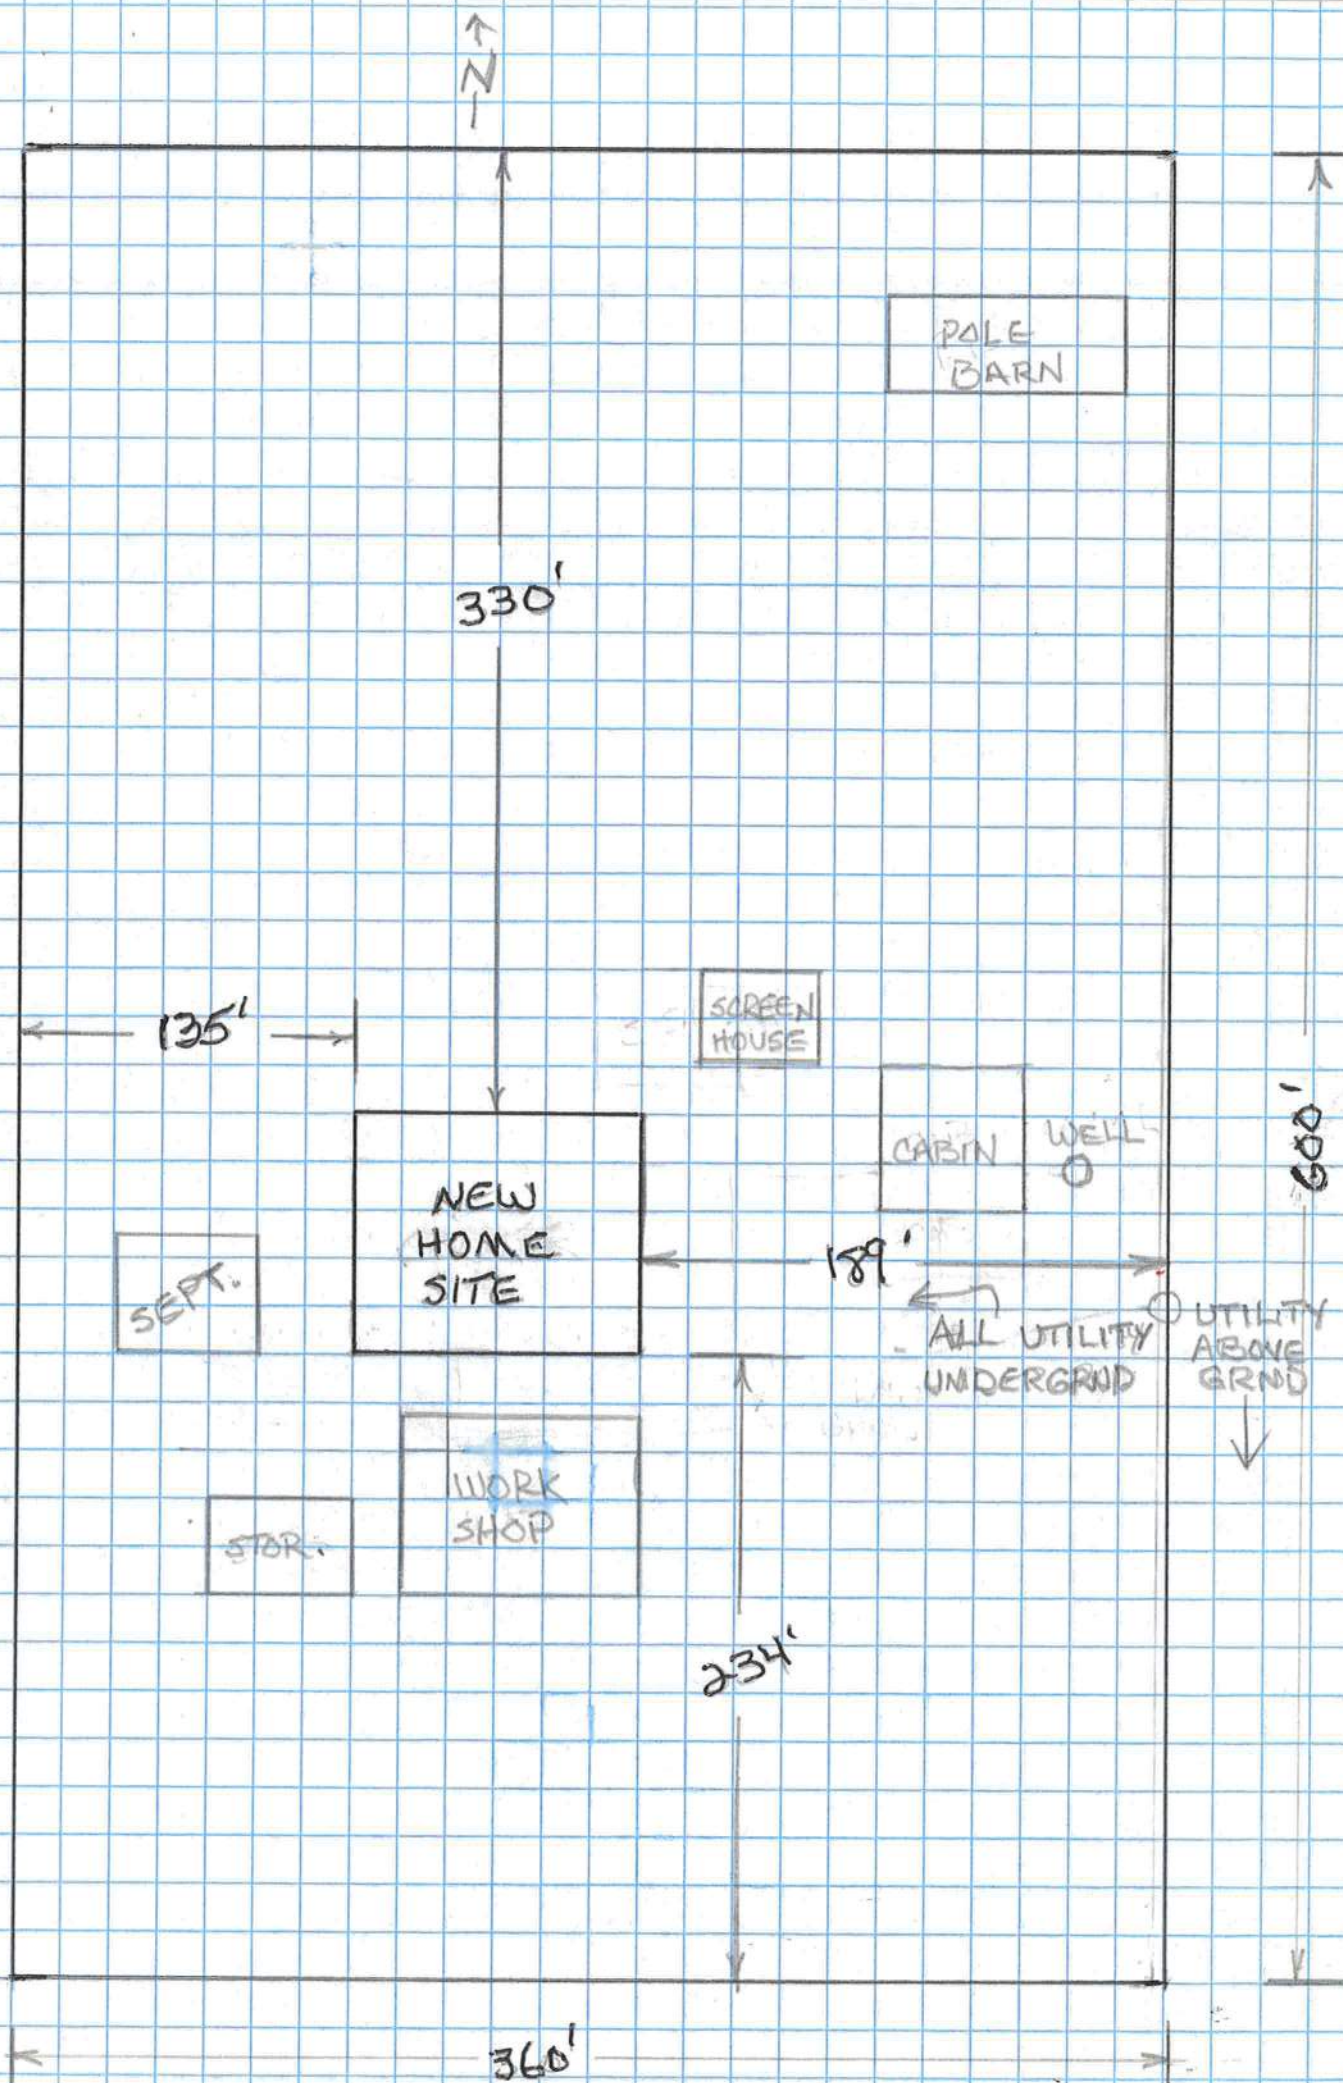 N
POLE
BARN
330'
SCREEN
HOUSE
135'
CABIN
WELL
600'
NEW
HOME
SITE
SEPT.
189'
ALL UTILITY
UNDERGRND
UTILITY
ABOVE
GRND
WORK
SHOP
STOR.
234'
360'